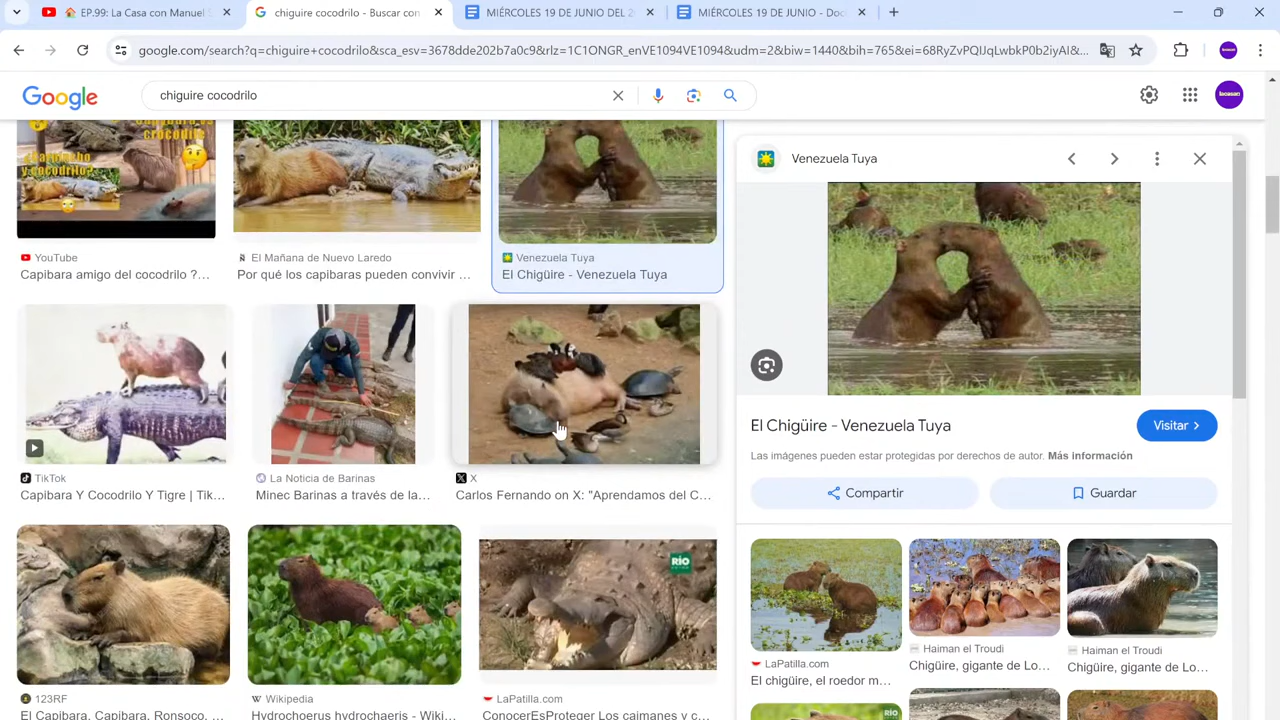 EP.99: La Casa con Manuel S
chiguire cocodrilo - Buscar con
MIÉRCOLES 19 DE JUNIO DEL 2
MIÉRCOLES 19 DE JUNIO - Doc
google.com/search?q=chiguire+cocodrilo&sca_esv=3678dde202b7a0c9&rlz=1C1ONGR_enVE1094VE1094&udm=2&biw=1440&bih=765&ei=68RyZvPQIJqLwbkP0b2iyAI&...
lacasan
Google
chiguire cocodrilo
lacasan
crocodile?
y cocodrilo?
YouTube
Capibara amigo del cocodrilo ?...
El Mañana de Nuevo Laredo
Por qué los capibaras pueden convivir ...
Venezuela Tuya
El Chigüire - Venezuela Tuya
TikTok
Capibara Y Cocodrilo Y Tigre | Tik...
La Noticia de Barinas
Minec Barinas a través de la...
X
Carlos Fernando on X: "Aprendamos del C...
RÍO
123RF
El Capibara, Capibara, Ronsoco, ...
Wikipedia
Hydrochoerus hydrochaeris - Wiki...
LaPatilla.com
ConocerEsProteger Los caimanes y c...
Venezuela Tuya
El Chigüire - Venezuela Tuya
Visitar
Las imágenes pueden estar protegidas por derechos de autor. Más información
Compartir
Guardar
LaPatilla.com
El chigüire, el roedor m...
Haiman el Troudi
Chigüire, gigante de Lo...
Haiman el Troudi
Chigüire, gigante de Lo...
RÍO